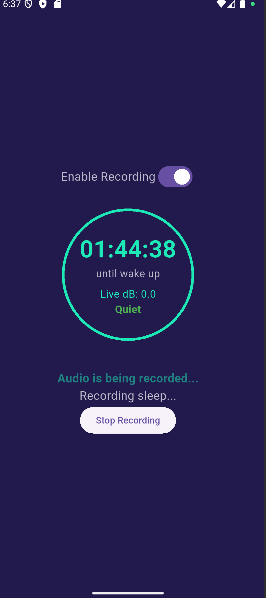 6:37
Enable Recording
01:44:38
until wake up
Live dB: 0.0
Quiet
Audio is being recorded...
Recording sleep...
Stop Recording